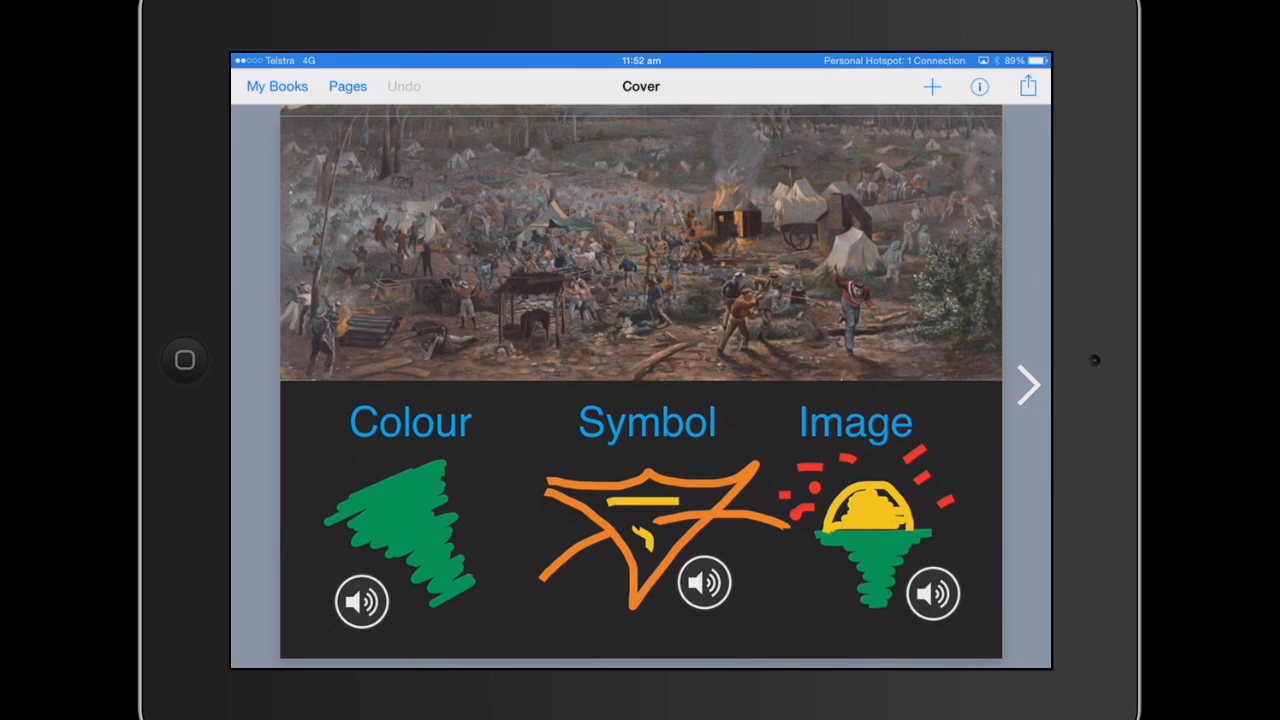 Telstra 4G 11:52 am Personal Hotspot: 1 Connection 89%
My Books Pages Undo Cover
Colour Symbol Image